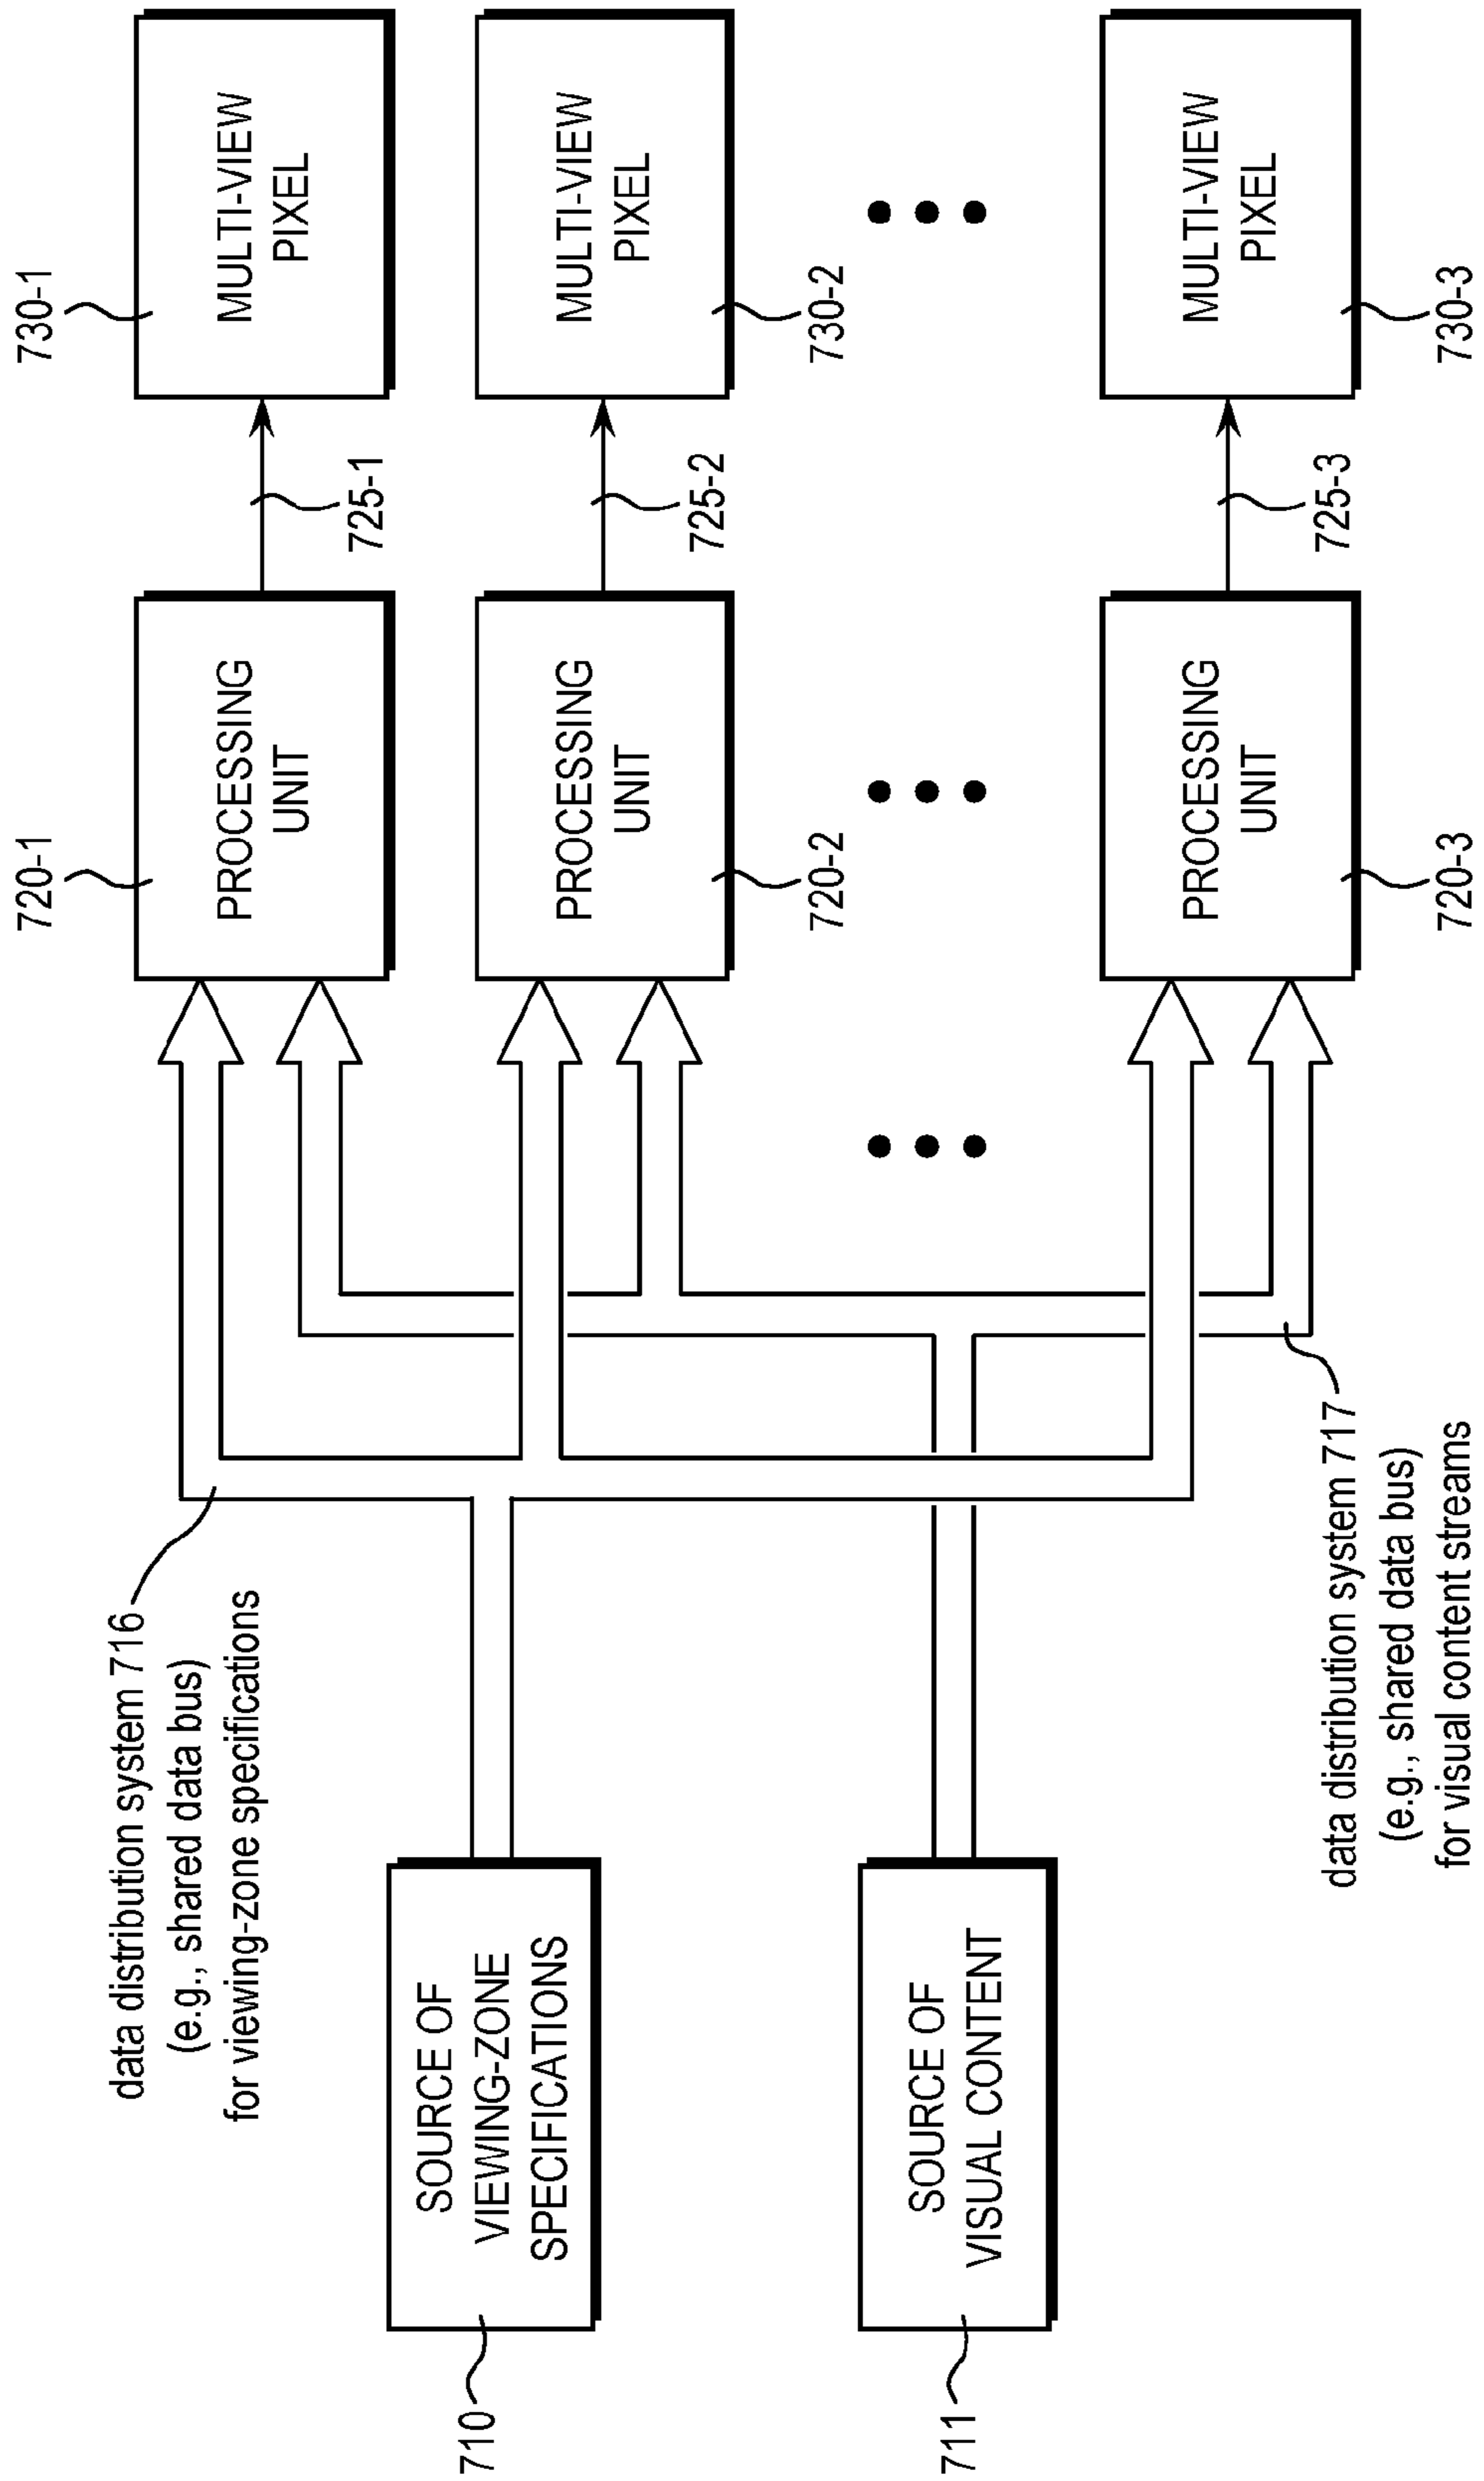 730-1
MULTI-VIEW
PIXEL
MULTI-VIEW
PIXEL
730-2
MULTI-VIEW
PIXEL
730-3
725-1
725-2
725-3
720-1
PROCESSING
UNIT
PROCESSING
UNIT
720-2
PROCESSING
UNIT
720-3
data distribution system 716
(e.g., shared data bus)
for viewing-zone specifications
data distribution system 717
(e.g., shared data bus)
for visual content streams
SOURCE OF
VIEWING-ZONE
SPECIFICATIONS
710
SOURCE OF
VISUAL CONTENT
711